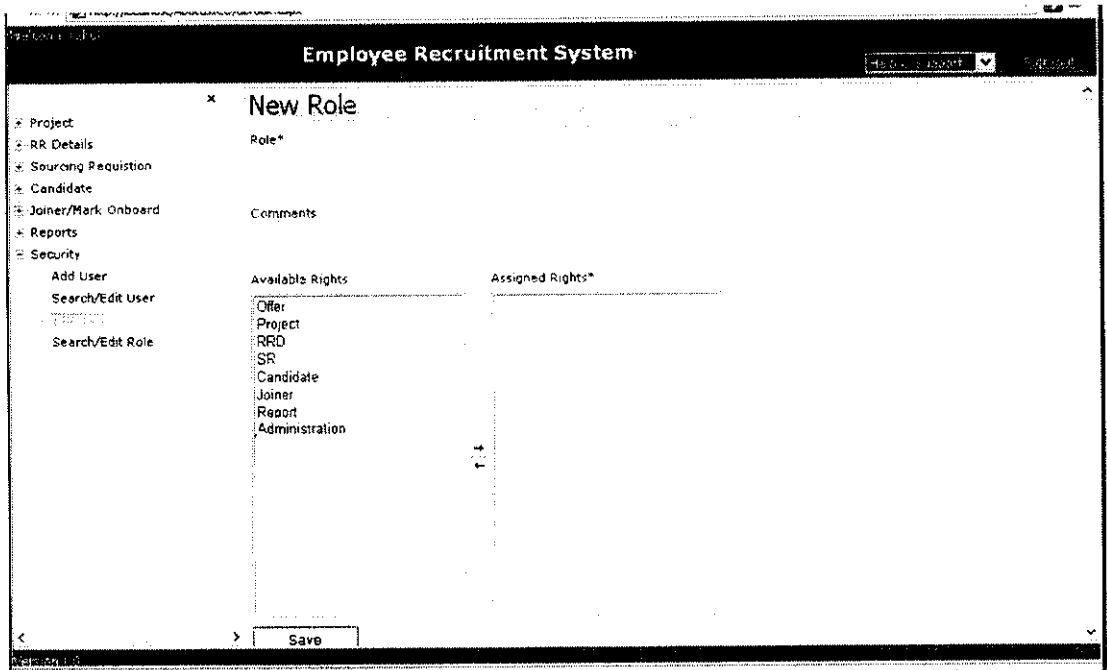 Employee Recruitment System
New Role
Project
RR Details
Sourcing Requistion
Candidate
Joiner/Mark Onboard
Reports
Security
Add User
Search/Edit User
Search/Edit Role
Role*
Comments
Available Rights
Assigned Rights*
Offer
Project
RRD
SR
Candidate
Joiner
Report
Administration
Save